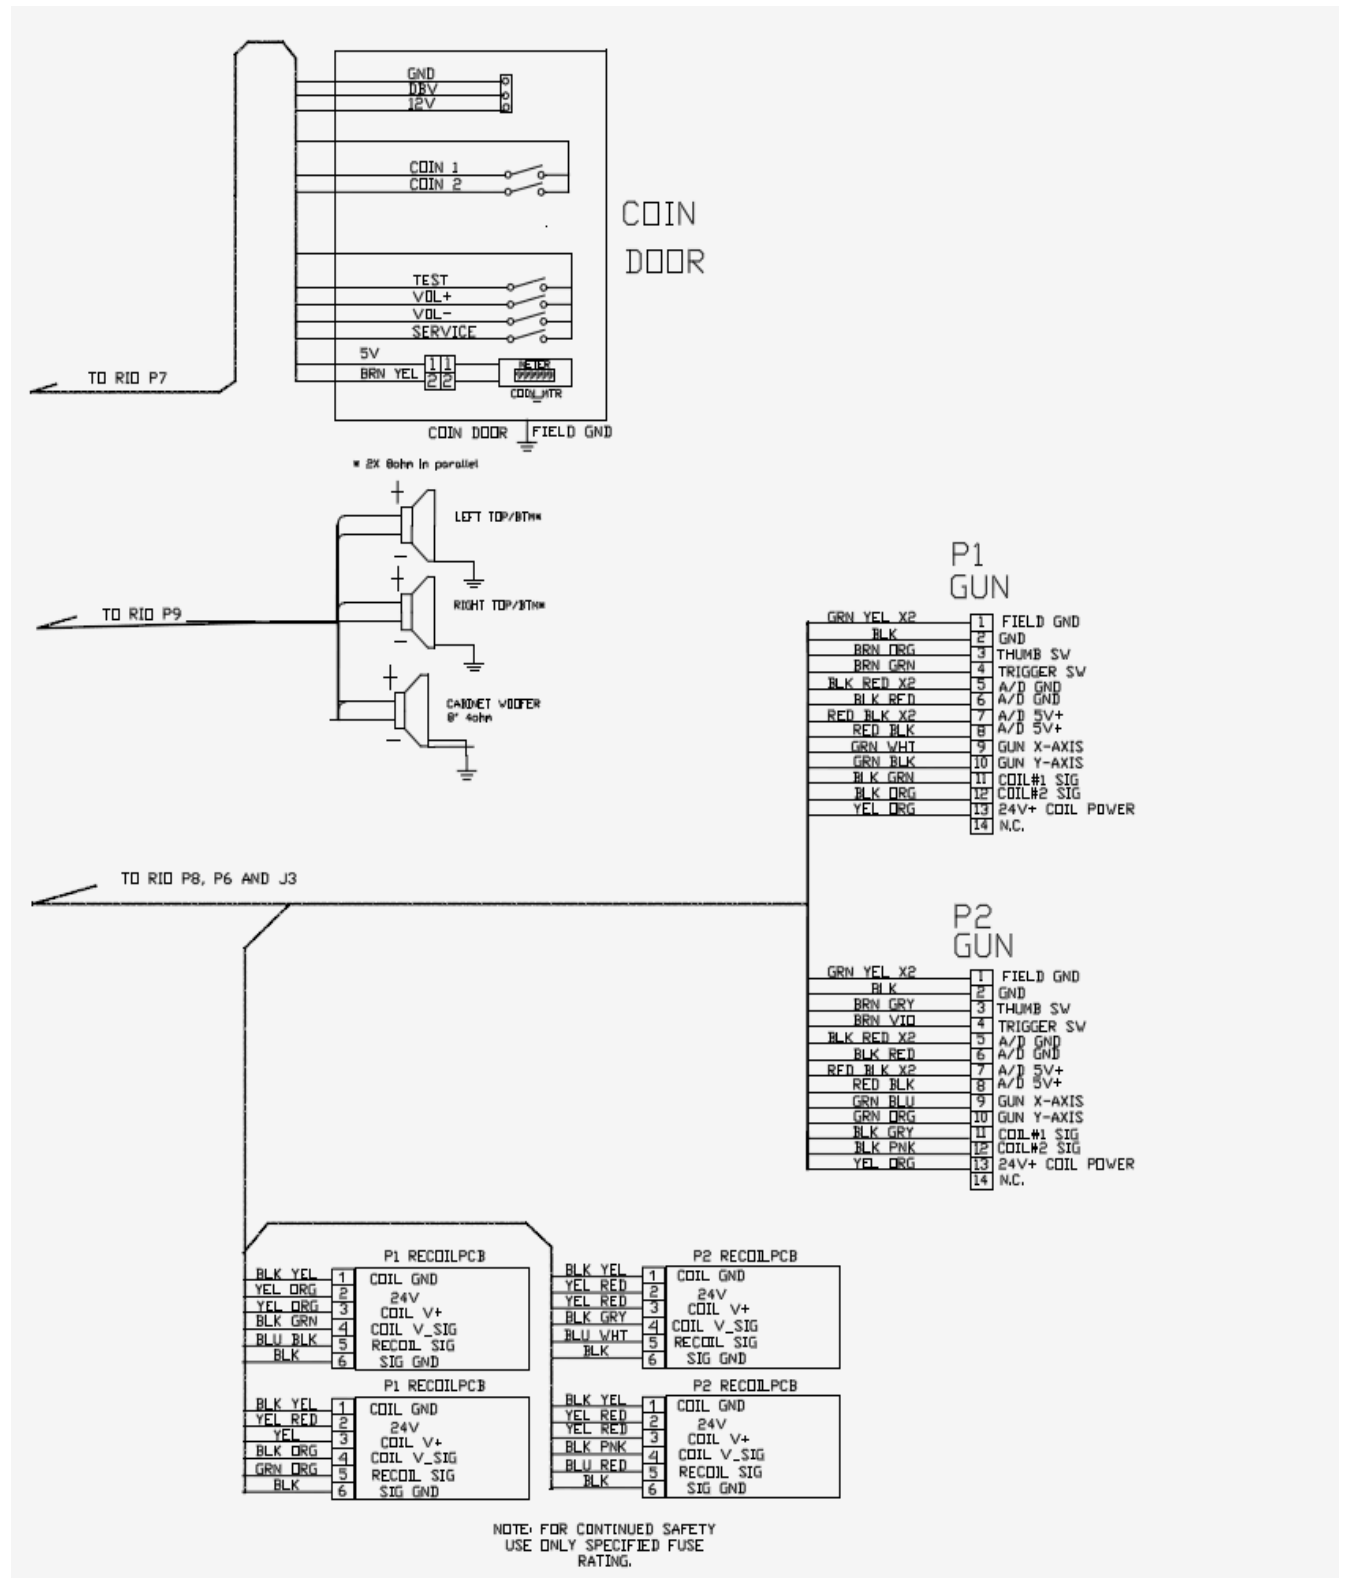 GND
DBV
12V
COIN 1
COIN 2
COIN
DOOR
TEST
VOL+
VOL-
SERVICE
5V
BRN YEL
1 1
2 2
METER
COIN MTR
TO RIO P7
COIN DOOR
FIELD GND
* 2X 8ohm in parallel
+
LEFT TOP/BTM*
-
+
TO RIO P9
RIGHT TOP/BTM*
-
+
CABINET WOOFER
8" 4ohm
-
P1
GUN
GRN YEL X2 1 FIELD GND
BLK 2 GND
BRN ORG 3 THUMB SW
BRN GRN 4 TRIGGER SW
BLK RED X2 5 A/D GND
BLK RED 6 A/D GND
RED BLK X2 7 A/D 5V+
RED BLK 8 A/D 5V+
GRN WHT 9 GUN X-AXIS
GRN BLK 10 GUN Y-AXIS
BLK GRN 11 COIL#1 SIG
BLK ORG 12 COIL#2 SIG
YEL ORG 13 24V+ COIL POWER
14 N.C.
TO RIO P8, P6 AND J3
P2
GUN
GRN YEL X2 1 FIELD GND
BLK 2 GND
BRN GRY 3 THUMB SW
BRN VIO 4 TRIGGER SW
BLK RED X2 5 A/D GND
BLK RED 6 A/D GND
RED BLK X2 7 A/D 5V+
RED BLK 8 A/D 5V+
GRN BLU 9 GUN X-AXIS
GRN ORG 10 GUN Y-AXIS
BLK GRY 11 COIL#1 SIG
BLK PNK 12 COIL#2 SIG
YEL ORG 13 24V+ COIL POWER
14 N.C.
P1 RECOILPCB
BLK YEL 1 COIL GND
YEL ORG 2 24V
YEL ORG 3 COIL V+
BLK GRN 4 COIL V_SIG
BLU BLK 5 RECOIL SIG
BLK 6 SIG GND
P2 RECOILPCB
BLK YEL 1 COIL GND
YEL RED 2 24V
YEL RED 3 COIL V+
BLK GRY 4 COIL V_SIG
BLU WHT 5 RECOIL SIG
BLK 6 SIG GND
P1 RECOILPCB
BLK YEL 1 COIL GND
YEL RED 2 24V
YEL 3 COIL V+
BLK ORG 4 COIL V_SIG
GRN ORG 5 RECOIL SIG
BLK 6 SIG GND
P2 RECOILPCB
BLK YEL 1 COIL GND
YEL RED 2 24V
YEL RED 3 COIL V+
BLK PNK 4 COIL V_SIG
BLU RED 5 RECOIL SIG
BLK 6 SIG GND
NOTE: FOR CONTINUED SAFETY
USE ONLY SPECIFIED FUSE
RATING.